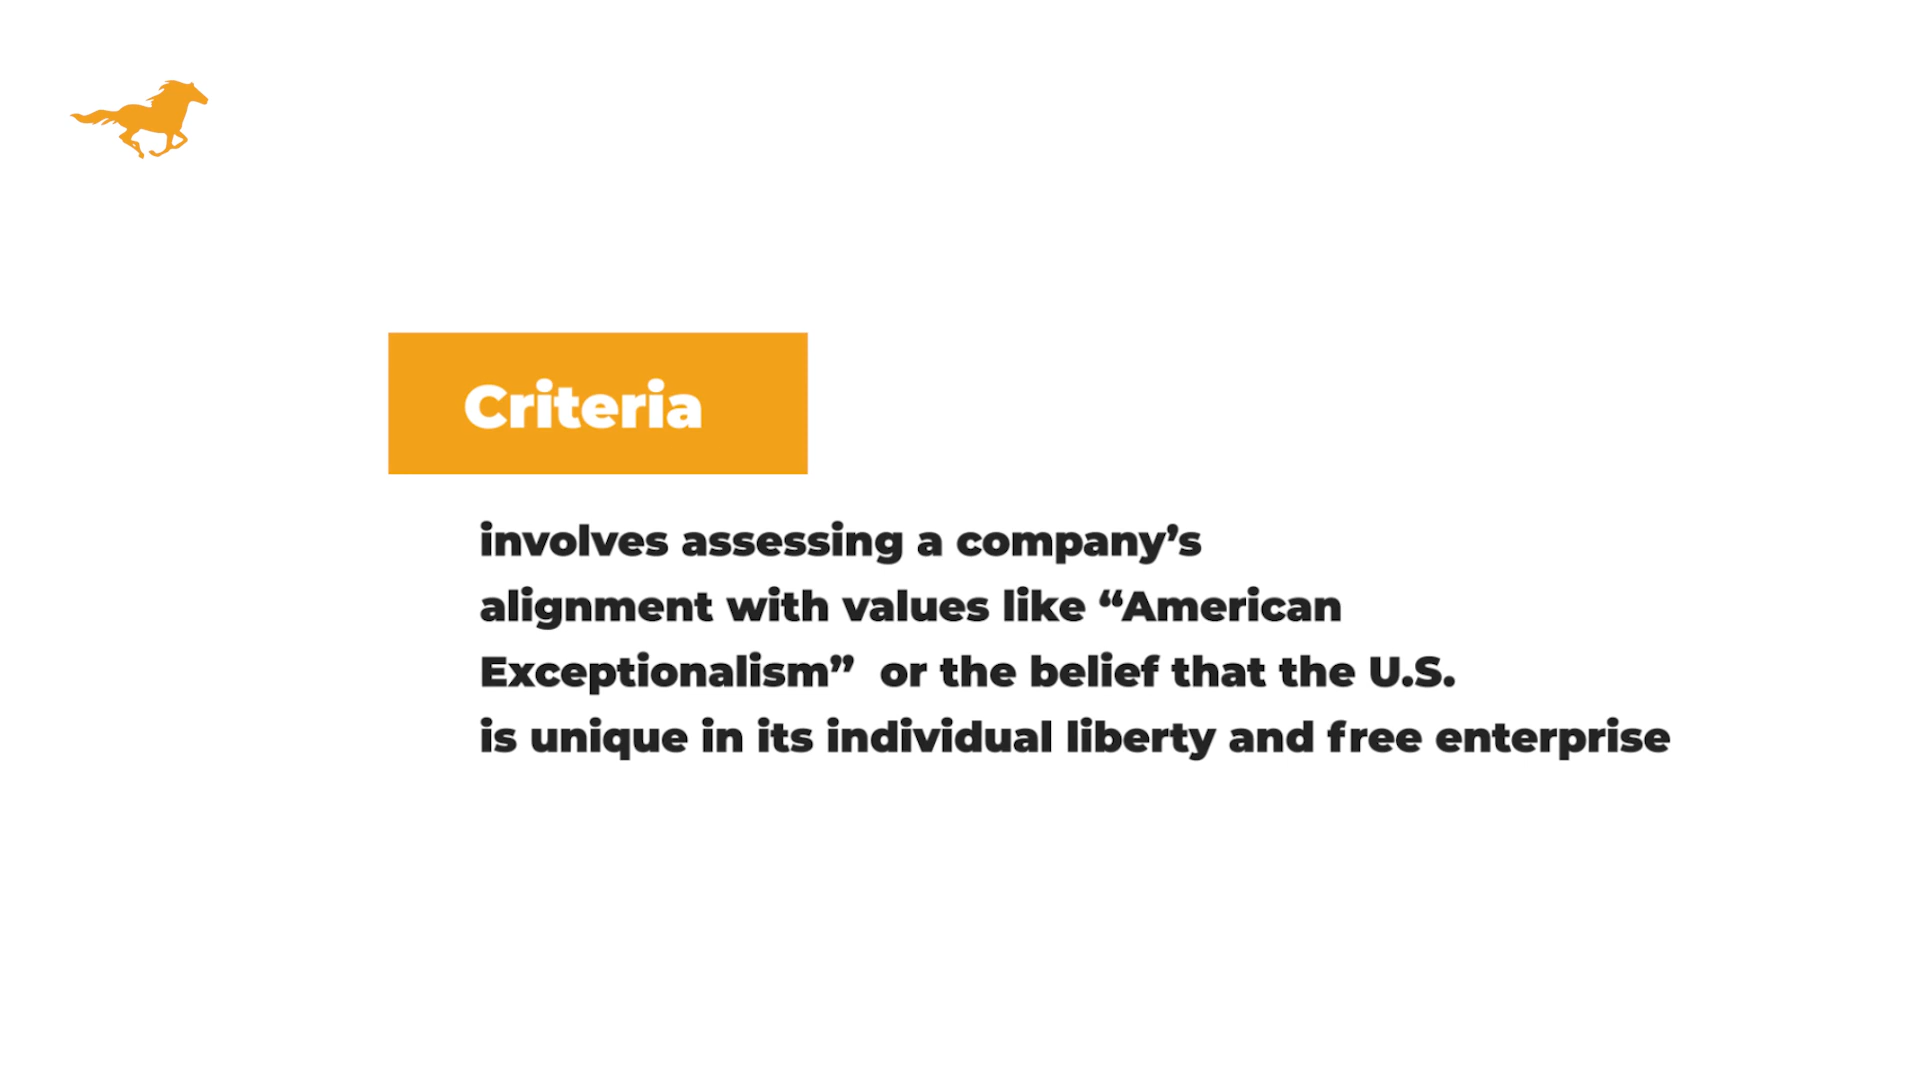 Criteria
involves assessing a company’s
alignment with values like “American
Exceptionalism”  or the belief that the U.S.
is unique in its individual liberty and free enterprise